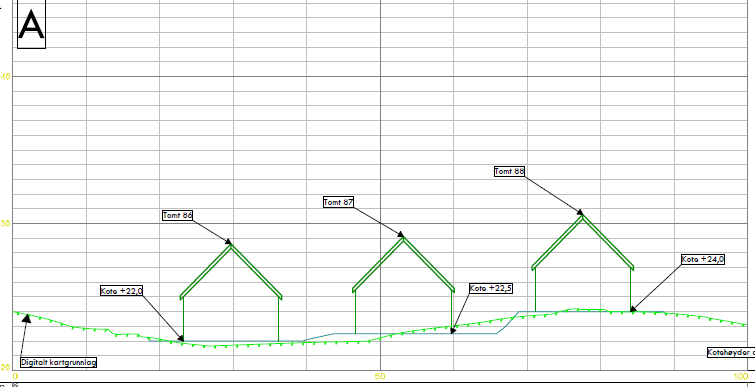 A
40
Tomt 88
Tomt 87
Tomt 86
30
Kote +24,0
Kote +22,0
Kote +22,5
Kotehøyder
Digitalt kartgrunnlag
20
0
50
100